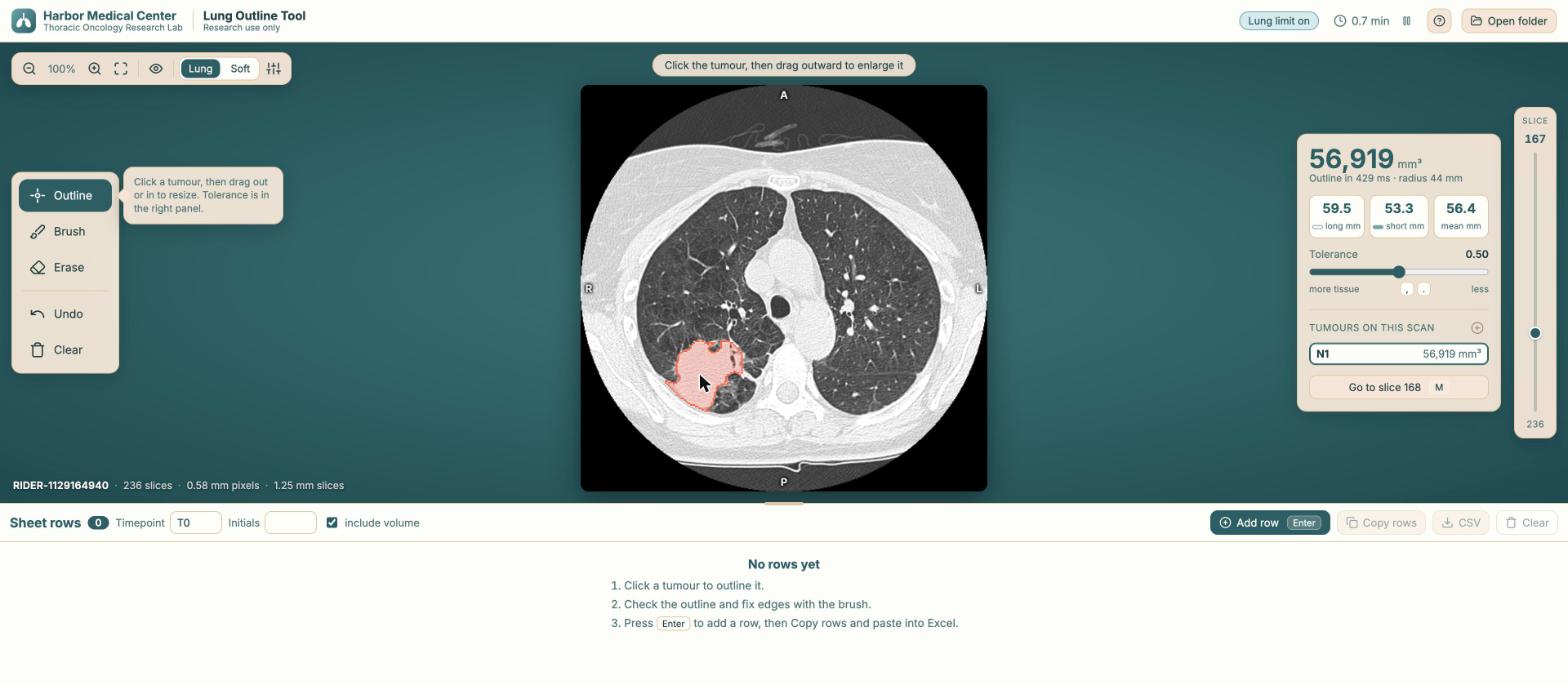 Harbor Medical Center
Thoracic Oncology Research Lab
Lung Outline Tool
Research use only
Lung limit on
0.7 min
Open folder
100%
Lung
Soft
Click the tumour, then drag outward to enlarge it
Outline
Brush
Erase
Undo
Clear
Click a tumour, then drag out
or in to resize. Tolerance is in
the right panel.
A
R
L
P
56,919 mm³
Outline in 429 ms · radius 44 mm
59.5
long mm
53.3
short mm
56.4
mean mm
Tolerance 0.50
more tissue , . less
TUMOURS ON THIS SCAN
N1 56,919 mm³
Go to slice 168 M
SLICE
167
236
RIDER-1129164940 · 236 slices · 0.58 mm pixels · 1.25 mm slices
Sheet rows 0 Timepoint T0 Initials include volume
Add row Enter
Copy rows
CSV
Clear
No rows yet
1. Click a tumour to outline it.
2. Check the outline and fix edges with the brush.
3. Press Enter to add a row, then Copy rows and paste into Excel.